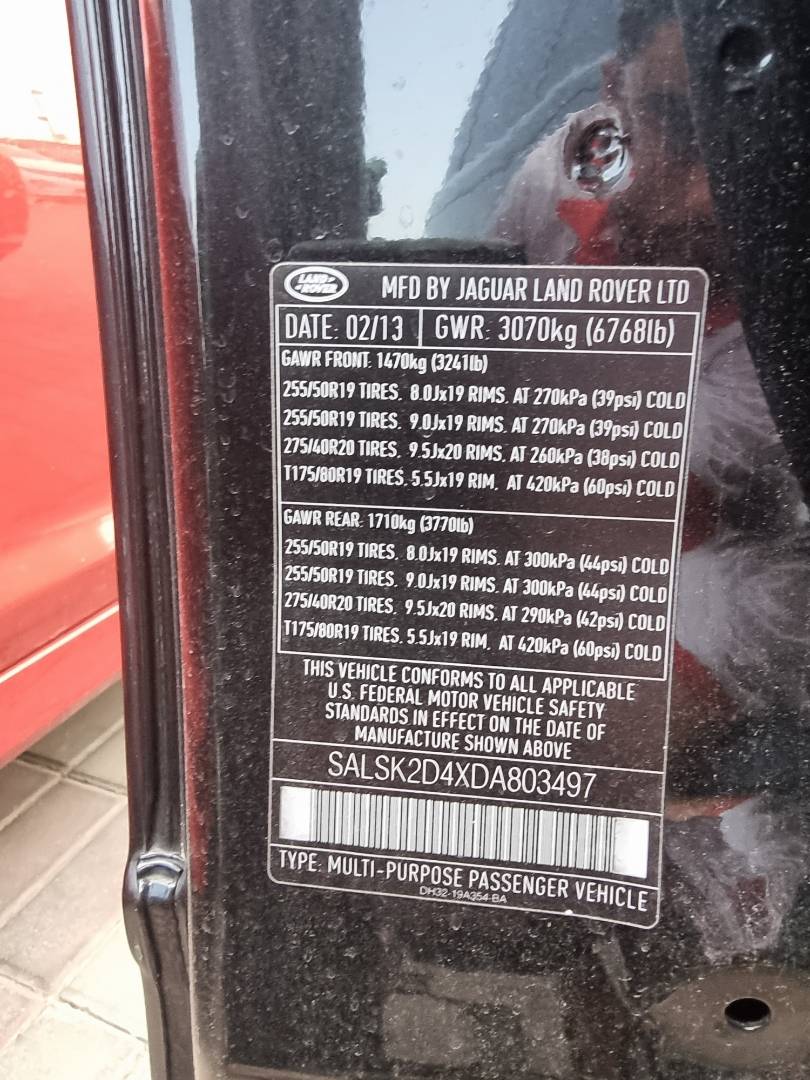 LAND ROVER
MFD BY JAGUAR LAND ROVER LTD
DATE: 02/13 GWR: 3070kg (6768lb)
GAWR FRONT: 1470kg (3241lb)
255/50R19 TIRES, 8.0Jx19 RIMS, AT 270kPa (39psi) COLD
255/50R19 TIRES, 9.0Jx19 RIMS, AT 270kPa (39psi) COLD
275/40R20 TIRES, 9.5Jx20 RIMS, AT 260kPa (38psi) COLD
T175/80R19 TIRES, 5.5Jx19 RIM, AT 420kPa (60psi) COLD
GAWR REAR: 1710kg (3770lb)
255/50R19 TIRES, 8.0Jx19 RIMS, AT 300kPa (44psi) COLD
255/50R19 TIRES, 9.0Jx19 RIMS, AT 300kPa (44psi) COLD
275/40R20 TIRES, 9.5Jx20 RIMS, AT 290kPa (42psi) COLD
T175/80R19 TIRES, 5.5Jx19 RIM, AT 420kPa (60psi) COLD
THIS VEHICLE CONFORMS TO ALL APPLICABLE
U.S. FEDERAL MOTOR VEHICLE SAFETY
STANDARDS IN EFFECT ON THE DATE OF
MANUFACTURE SHOWN ABOVE
SALSK2D4XDA803497
TYPE: MULTI-PURPOSE PASSENGER VEHICLE
DH32-19A354-BA